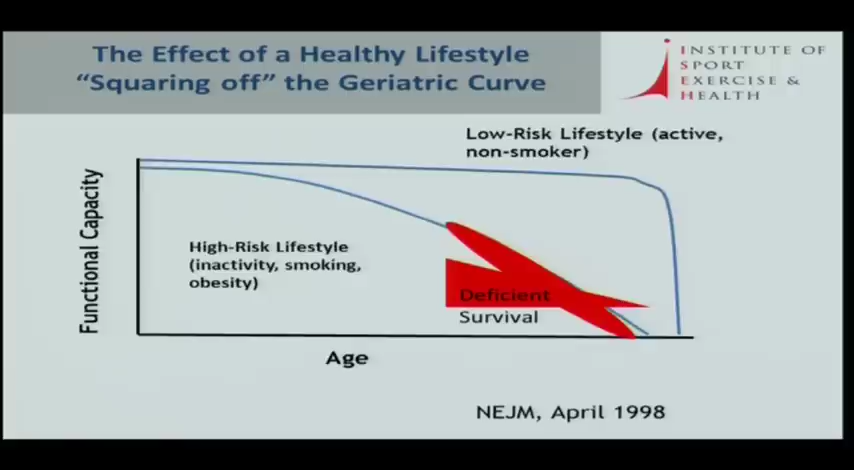 The Effect of a Healthy Lifestyle
“Squaring off” the Geriatric Curve
INSTITUTE OF
SPORT
EXERCISE &
HEALTH
Low-Risk Lifestyle (active,
non-smoker)
Functional Capacity
High-Risk Lifestyle
(inactivity, smoking,
obesity)
Deficient
Survival
Age
NEJM, April 1998